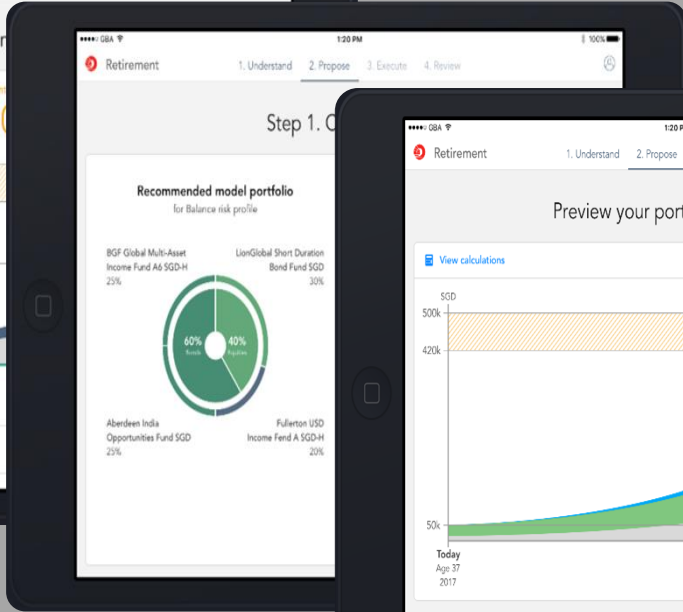 GBA
1:20 PM
100%
Retirement
1. Understand
2. Propose
3. Execute
4. Review
Step 1. C
Recommended model portfolio
for Balance risk profile
BGF Global Multi-Asset
Income Fund A6 SGD-H
25%
LionGlobal Short Duration
Bond Fund SGD
30%
60%
Bonds
40%
Equities
Aberdeen India
Opportunities Fund SGD
25%
Fullerton USD
Income Fend A SGD-H
20%
GBA
1:20 P
Retirement
1. Understand
2. Propose
Preview your port
View calculations
SGD
500k
420k
50k
Today
Age 37
2017